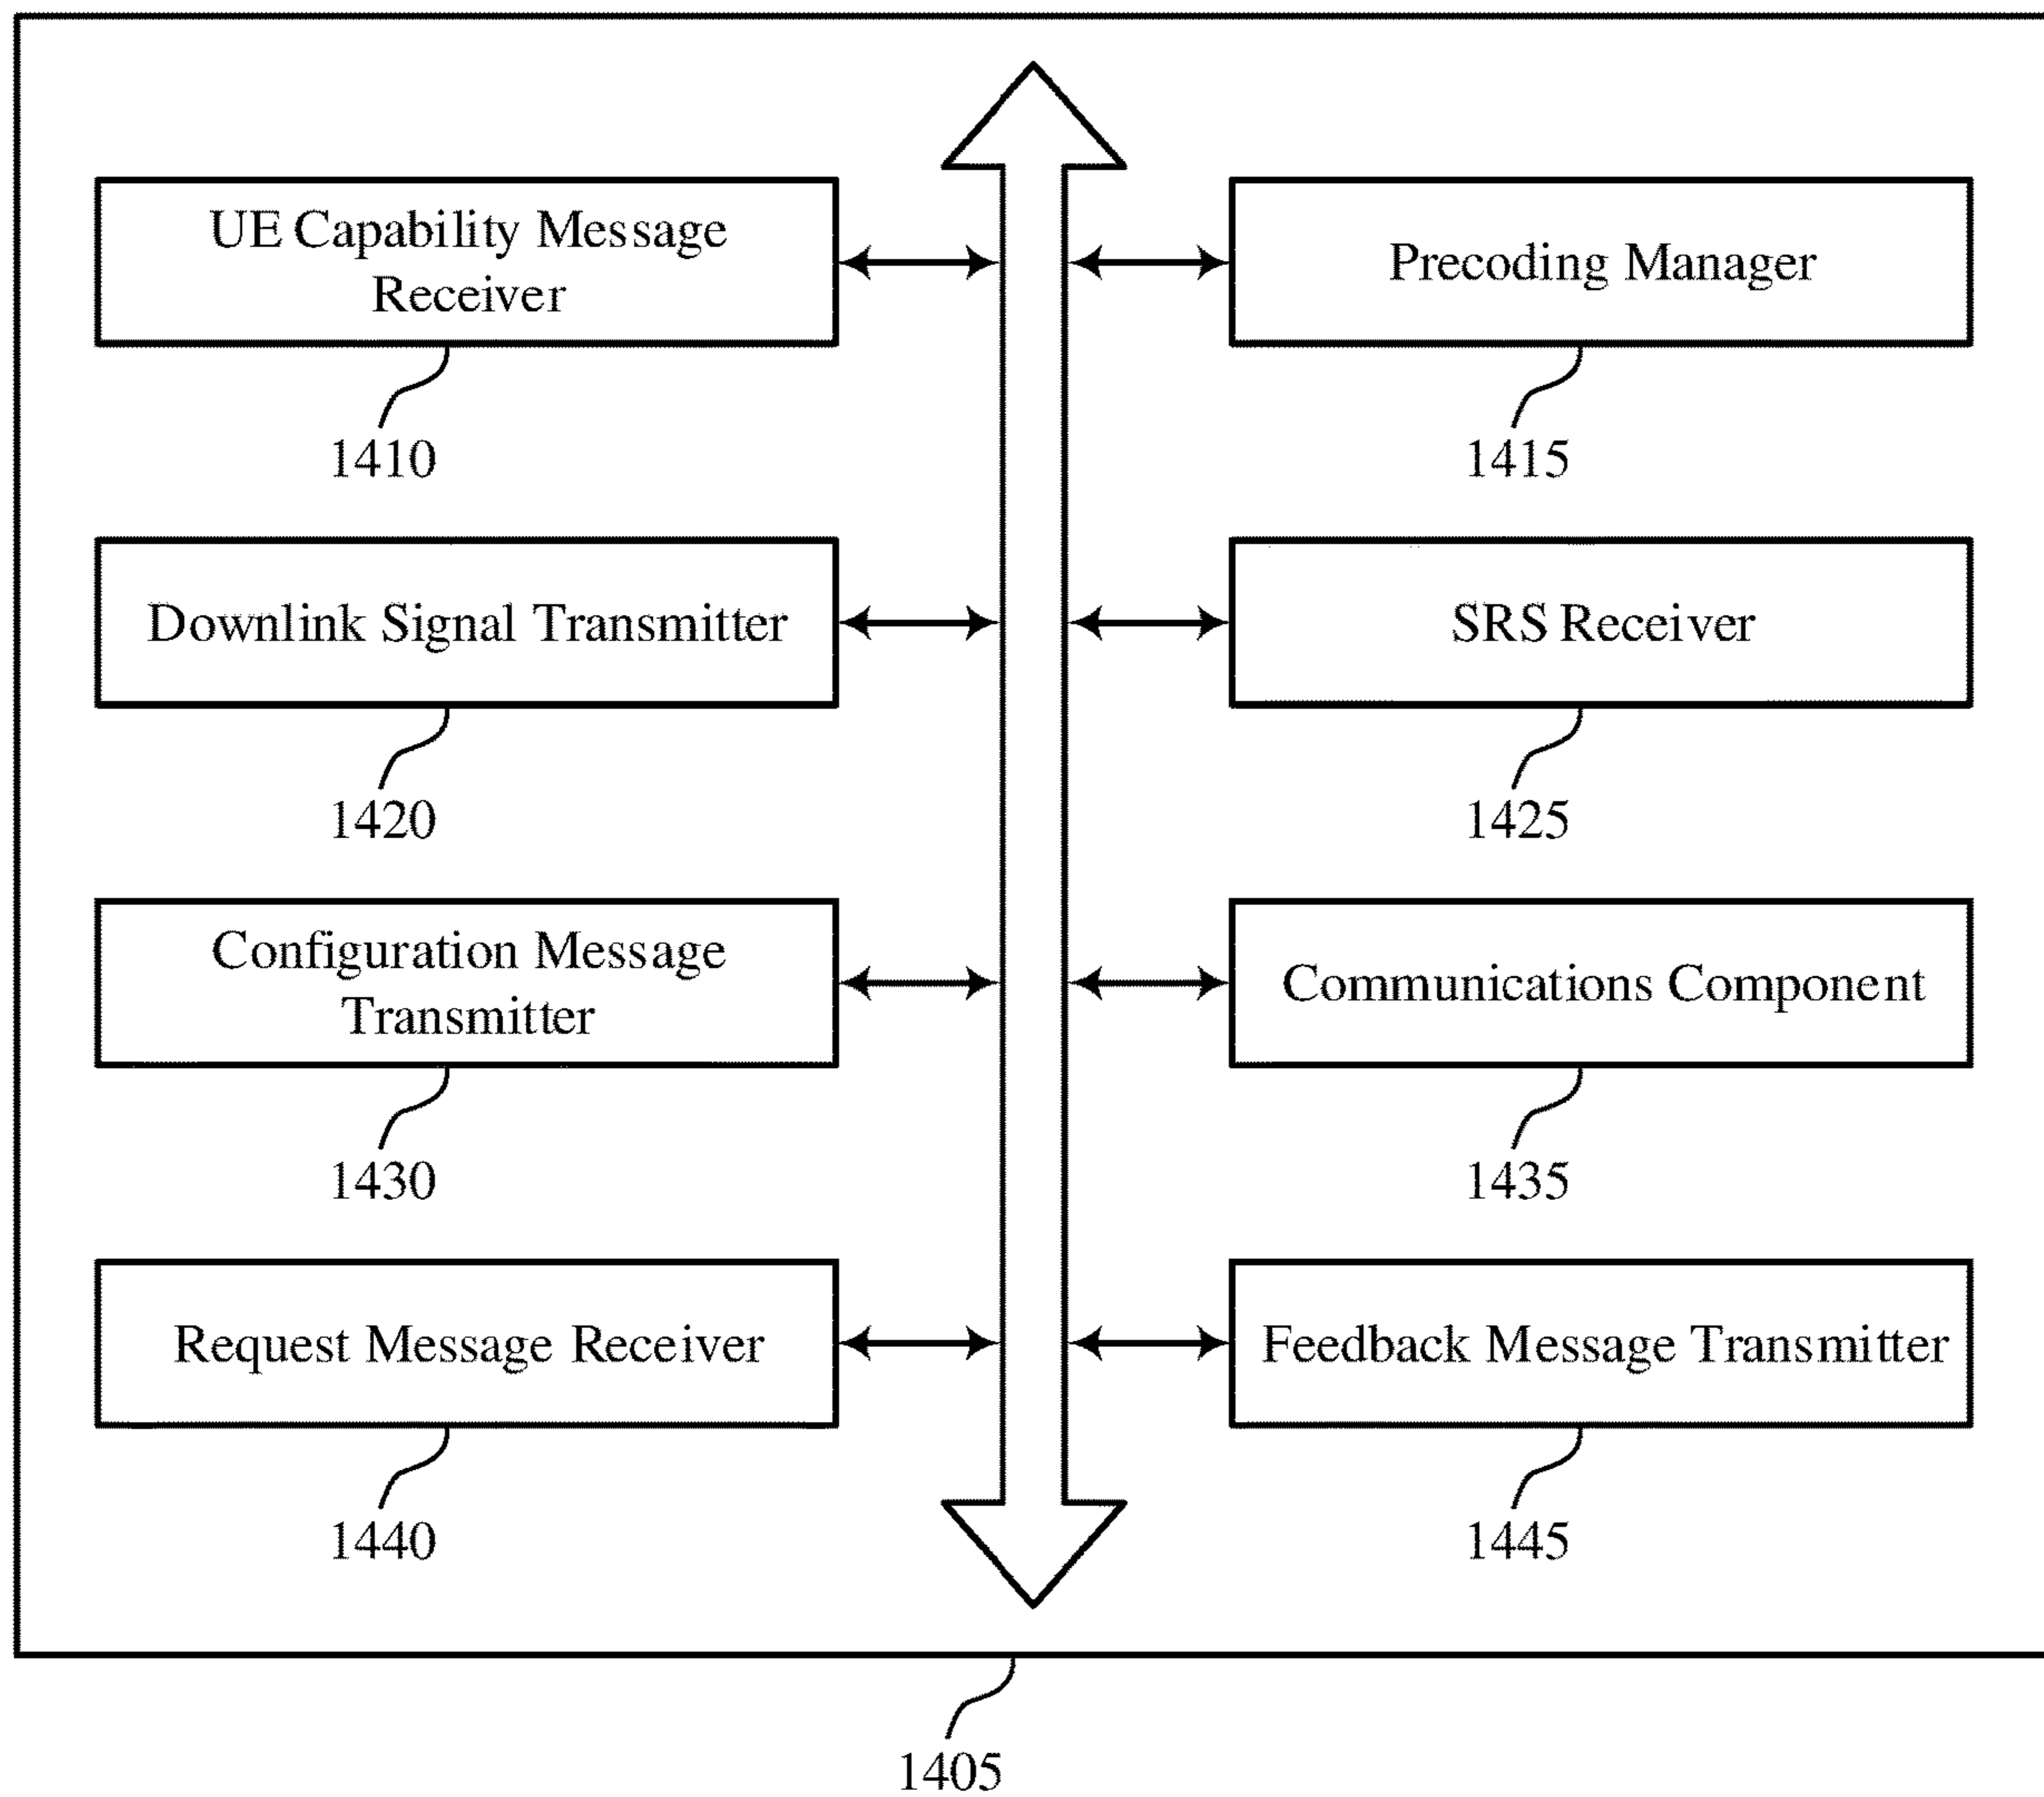 UE Capability Message
Receiver
1410
Precoding Manager
1415
Downlink Signal Transmitter
1420
SRS Receiver
1425
Configuration Message
Transmitter
1430
Communications Component
1435
Request Message Receiver
1440
Feedback Message Transmitter
1445
1405